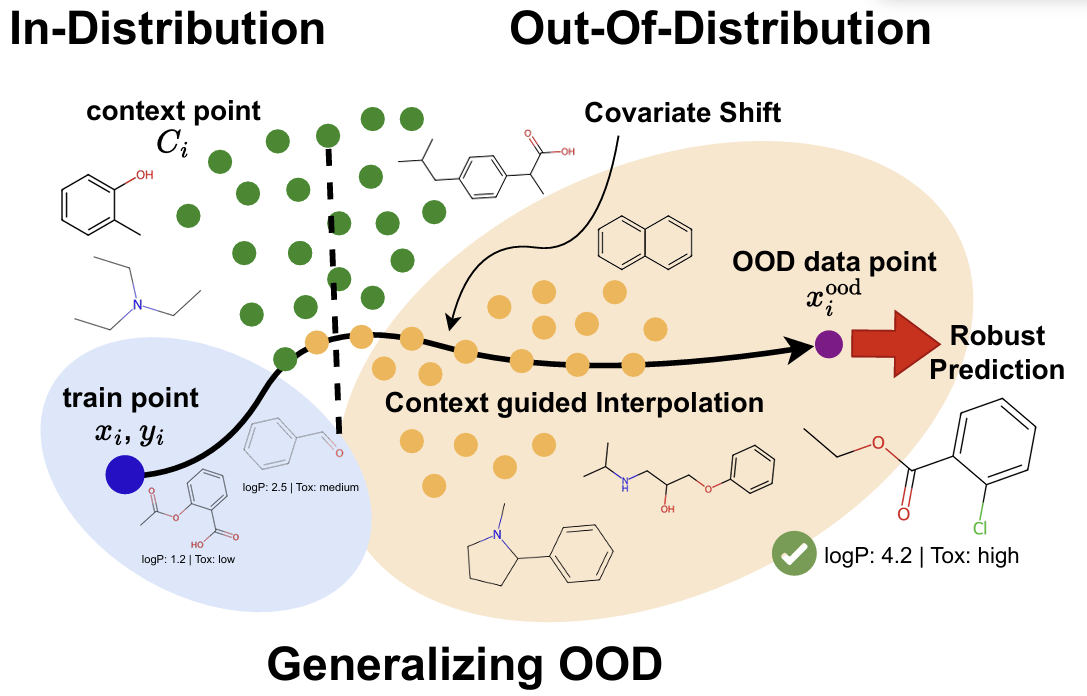 In-Distribution
Out-Of-Distribution
context point
C_i
Covariate Shift
OH
O
OH
N
OOD data point
x_i^ood
Robust
Prediction
train point
x_i, y_i
Context guided Interpolation
O
logP: 2.5 | Tox: medium
O
O
HO
O
logP: 1.2 | Tox: low
N
H
OH
O
N
O
O
Cl
logP: 4.2 | Tox: high
Generalizing OOD